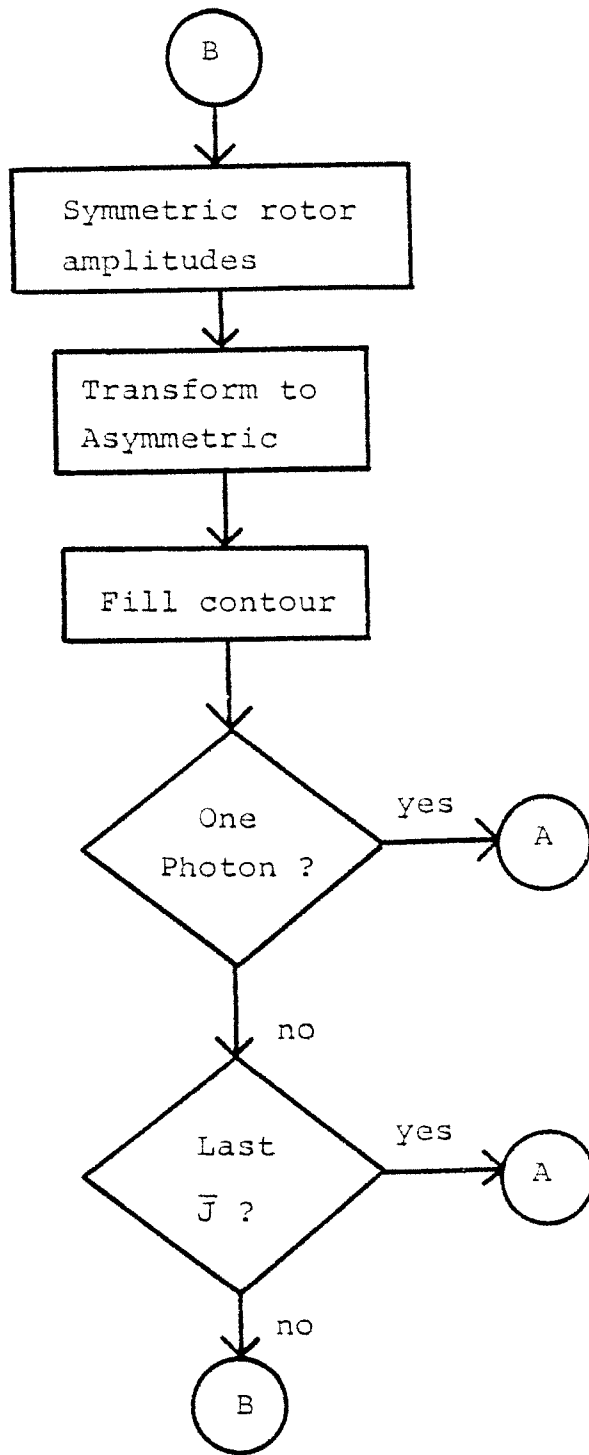 B
Symmetric rotor
amplitudes
Transform to
Asymmetric
Fill contour
One
Photon ?
yes
A
no
Last
J̅ ?
yes
A
no
B